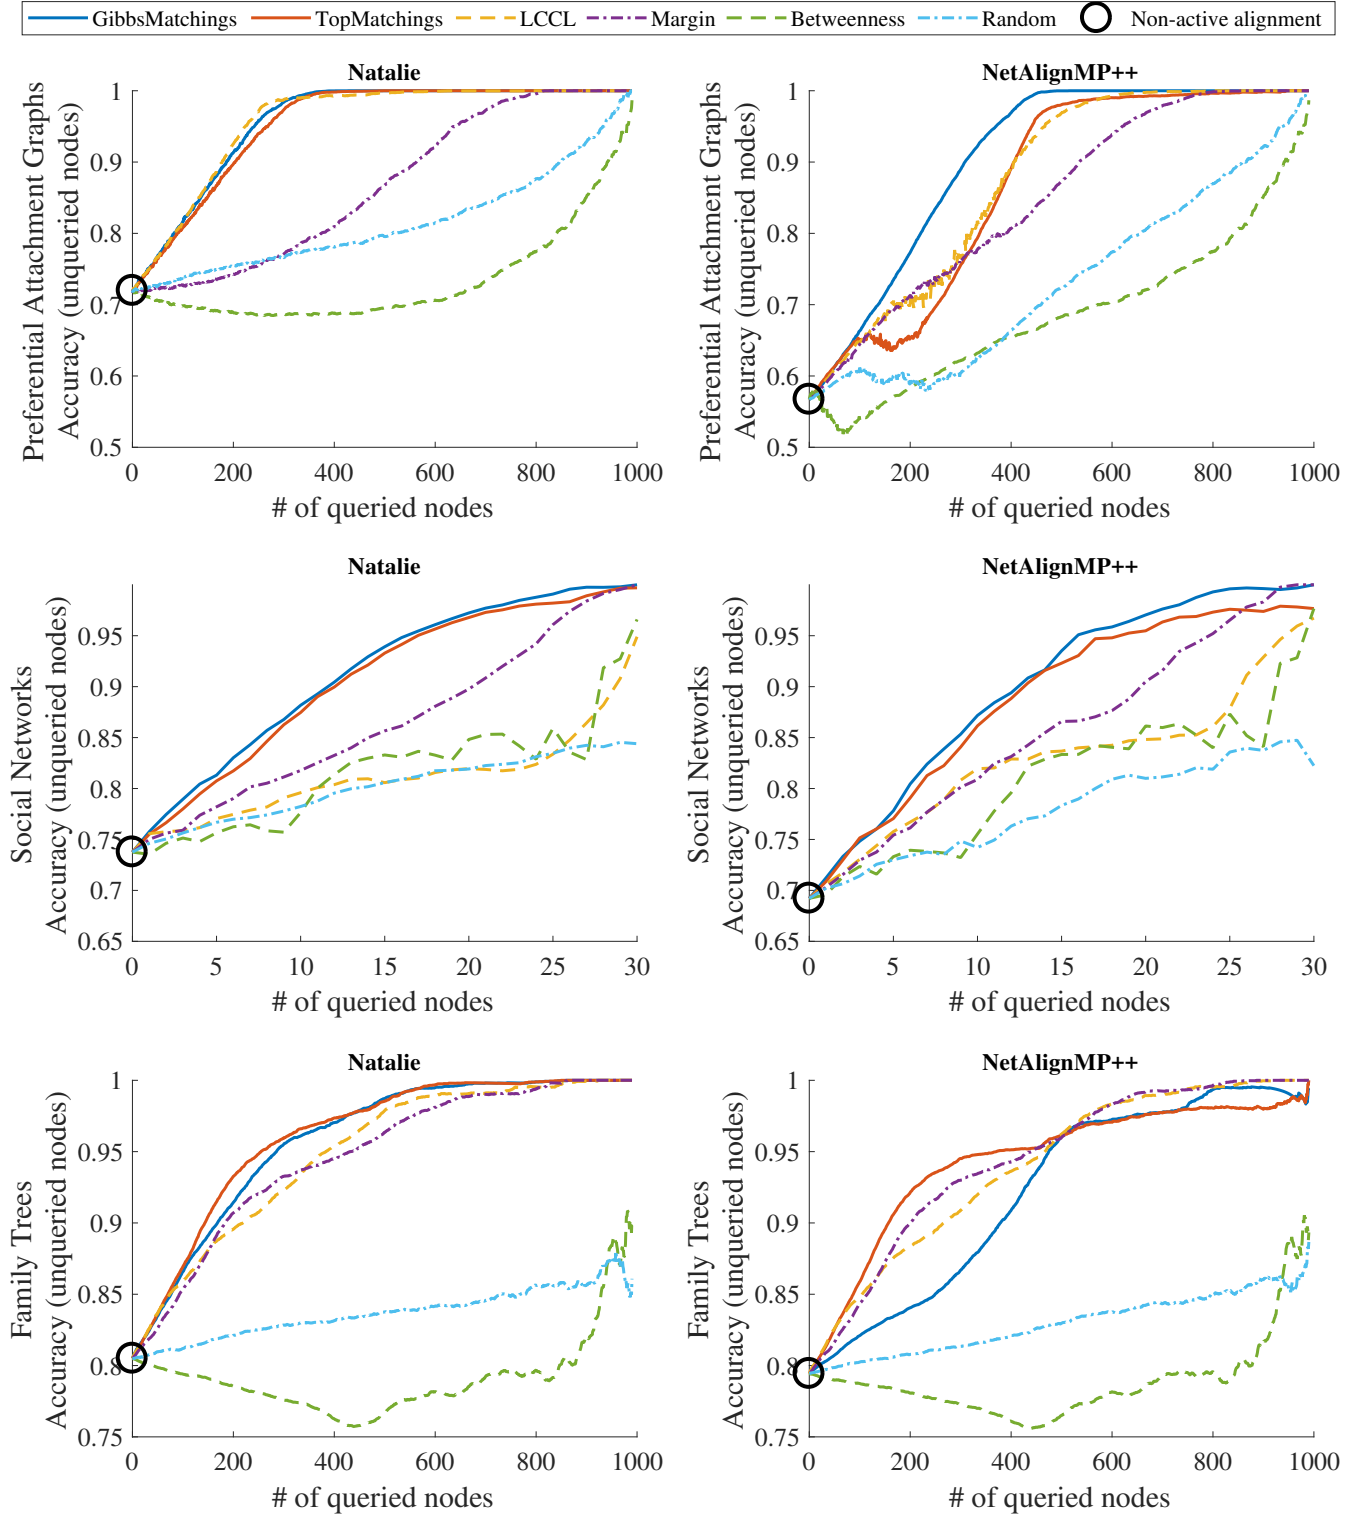 GibbsMatchings TopMatchings LCCL Margin Betweenness Random Non-active alignment
Natalie
Preferential Attachment Graphs
Accuracy (unqueried nodes)
1
0.9
0.8
0.7
0.6
0.5
0 200 400 600 800 1000
# of queried nodes
NetAlignMP++
Preferential Attachment Graphs
Accuracy (unqueried nodes)
1
0.9
0.8
0.7
0.6
0.5
0 200 400 600 800 1000
# of queried nodes
Natalie
Social Networks
Accuracy (unqueried nodes)
0.95
0.9
0.85
0.8
0.75
0.7
0.65
0 5 10 15 20 25 30
# of queried nodes
NetAlignMP++
Social Networks
Accuracy (unqueried nodes)
0.95
0.9
0.85
0.8
0.75
0.7
0.65
0 5 10 15 20 25 30
# of queried nodes
Natalie
Family Trees
Accuracy (unqueried nodes)
1
0.95
0.9
0.85
0.8
0.75
0 200 400 600 800 1000
# of queried nodes
NetAlignMP++
Family Trees
Accuracy (unqueried nodes)
1
0.95
0.9
0.85
0.8
0.75
0 200 400 600 800 1000
# of queried nodes